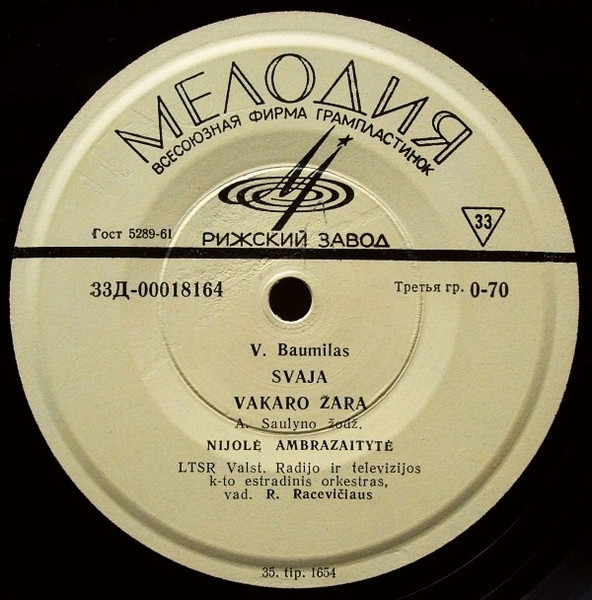 МЕЛОДИЯ
ВСЕСОЮЗНАЯ ФИРМА ГРАМПЛАСТИНОК
Гост 5289-61
33
РИЖСКИЙ ЗАВОД
33Д-00018164
Третья гр. 0-70
V. Baumilas
SVAJA
VAKARO ŽARA
A. Saulyno žodž.
NIJOLĖ AMBRAZAITYTĖ
LTSR Valst. Radijo ir televizijos
k-to estradinis orkestras,
vad. R. Racevičiaus
35. tip. 1654